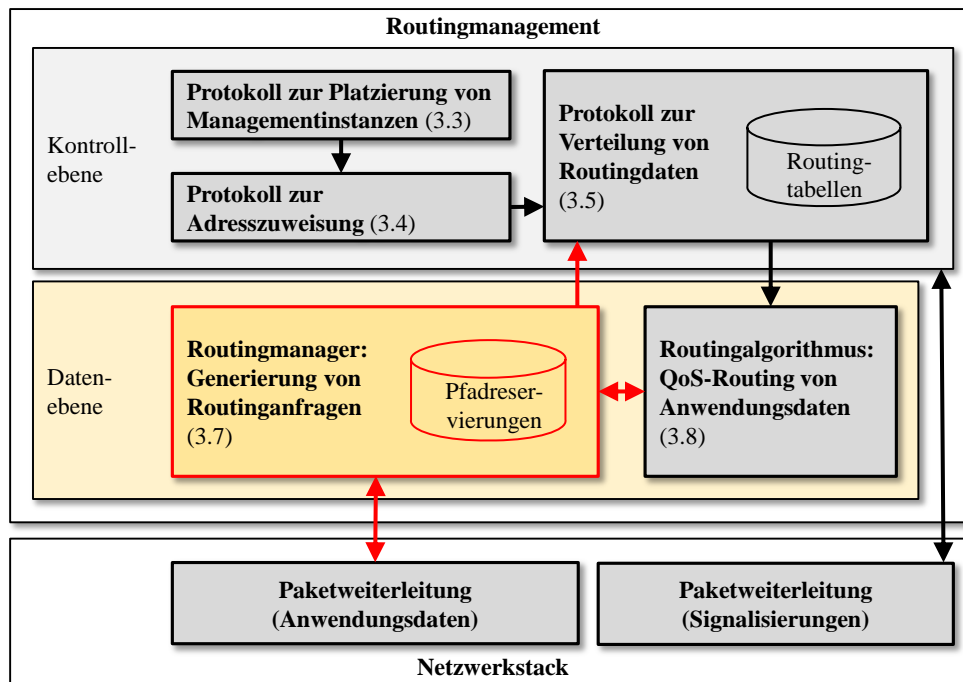 Routingmanagement
Kontroll-
ebene
Protokoll zur Platzierung von
Managementinstanzen (3.3)
Protokoll zur
Adresszuweisung (3.4)
Protokoll zur
Verteilung von
Routingdaten
(3.5)
Routing-
tabellen
Daten-
ebene
Routingmanager:
Generierung von
Routinganfragen
(3.7)
Pfadreser-
vierungen
Routingalgorithmus:
QoS-Routing von
Anwendungsdaten
(3.8)
Paketweiterleitung
(Anwendungsdaten)
Paketweiterleitung
(Signalisierungen)
Netzwerkstack